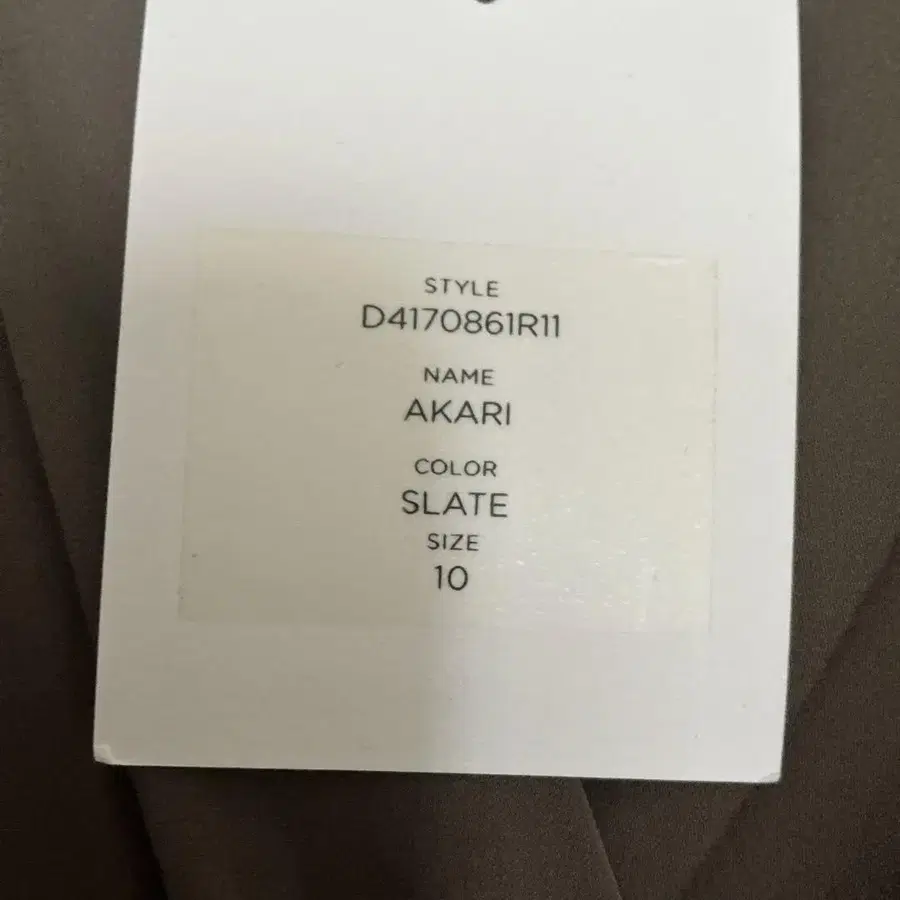 STYLE
D4170861R11
NAME
AKARI
COLOR
SLATE
SIZE
10